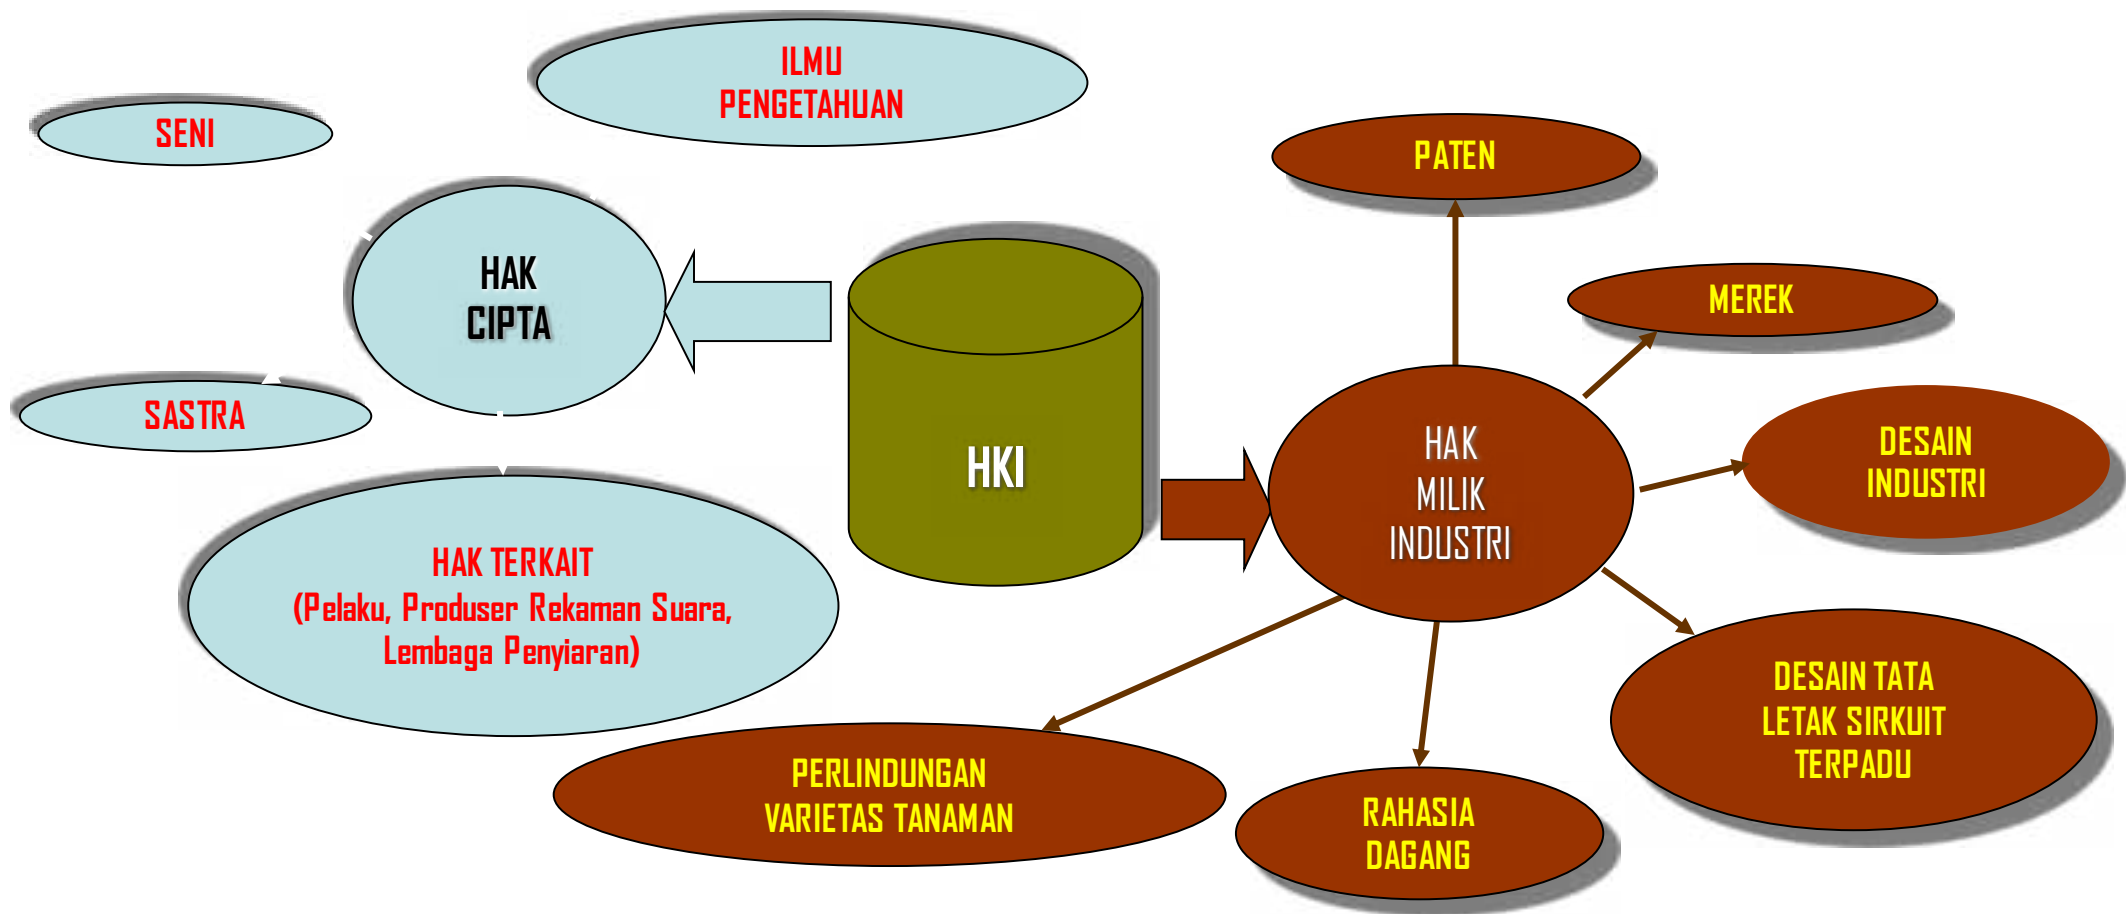 ILMU
PENGETAHUAN
SENI
PATEN
HAK
CIPTA
MEREK
SASTRA
HKI
HAK
MILIK
INDUSTRI
DESAIN
INDUSTRI
HAK TERKAIT
(Pelaku, Produser Rekaman Suara,
Lembaga Penyiaran)
DESAIN TATA
LETAK SIRKUIT
TERPADU
PERLINDUNGAN
VARIETAS TANAMAN
RAHASIA
DAGANG